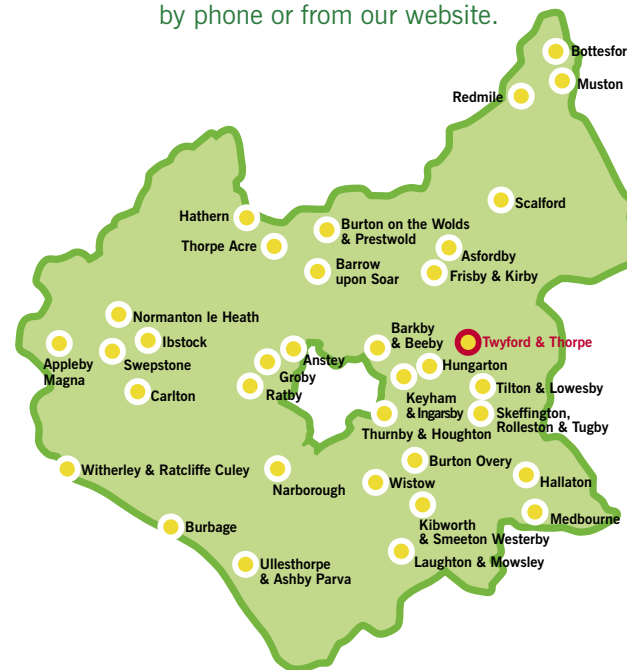 by phone or from our website.
Bottesfor
Muston
Redmile
Scalford
Hathern
Burton on the Wolds
& Prestwold
Thorpe Acre
Asfordby
Barrow
upon Soar
Frisby & Kirby
Normanton le Heath
Barkby
& Beeby
Twyford & Thorpe
Ibstock
Anstey
Appleby
Magna
Swepstone
Groby
Hungarton
Carlton
Ratby
Keyham
& Ingarsby
Tilton & Lowesby
Thurnby & Houghton
Skeffington,
Rolleston & Tugby
Witherley & Ratcliffe Culey
Narborough
Burton Overy
Wistow
Hallaton
Burbage
Kibworth
& Smeeton Westerby
Medbourne
Ullesthorpe
& Ashby Parva
Laughton & Mowsley